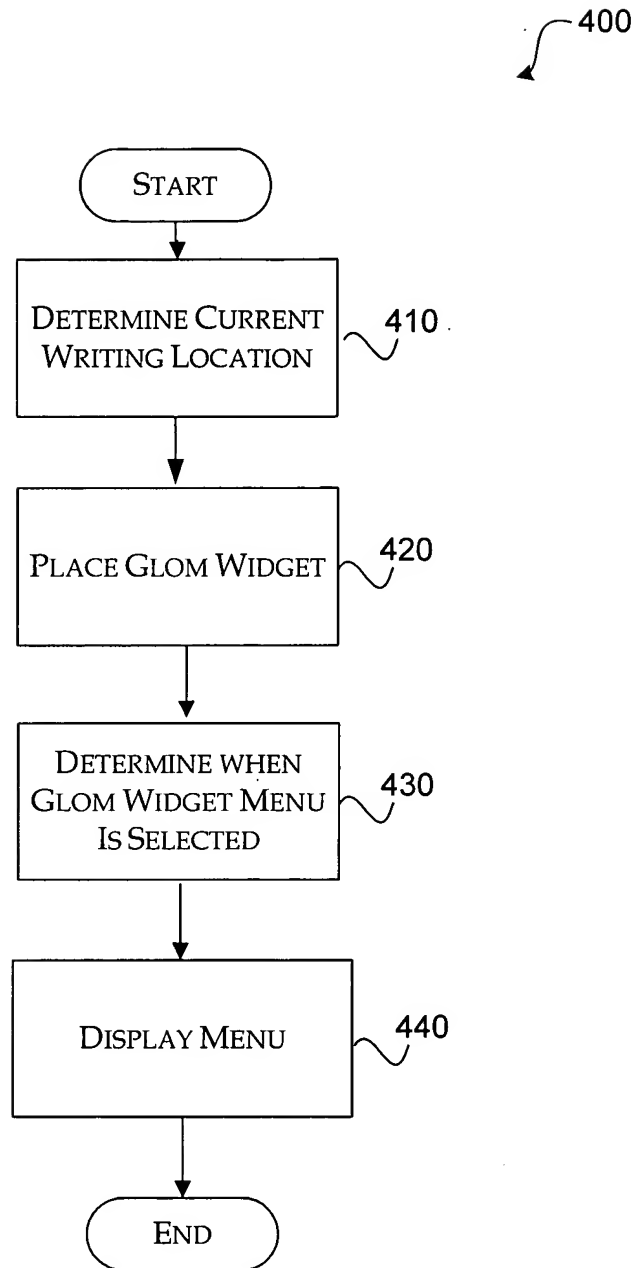 400
START
DETERMINE CURRENT
WRITING LOCATION
410
PLACE GLOM WIDGET
420
DETERMINE WHEN
GLOM WIDGET MENU
IS SELECTED
430
DISPLAY MENU
440
END